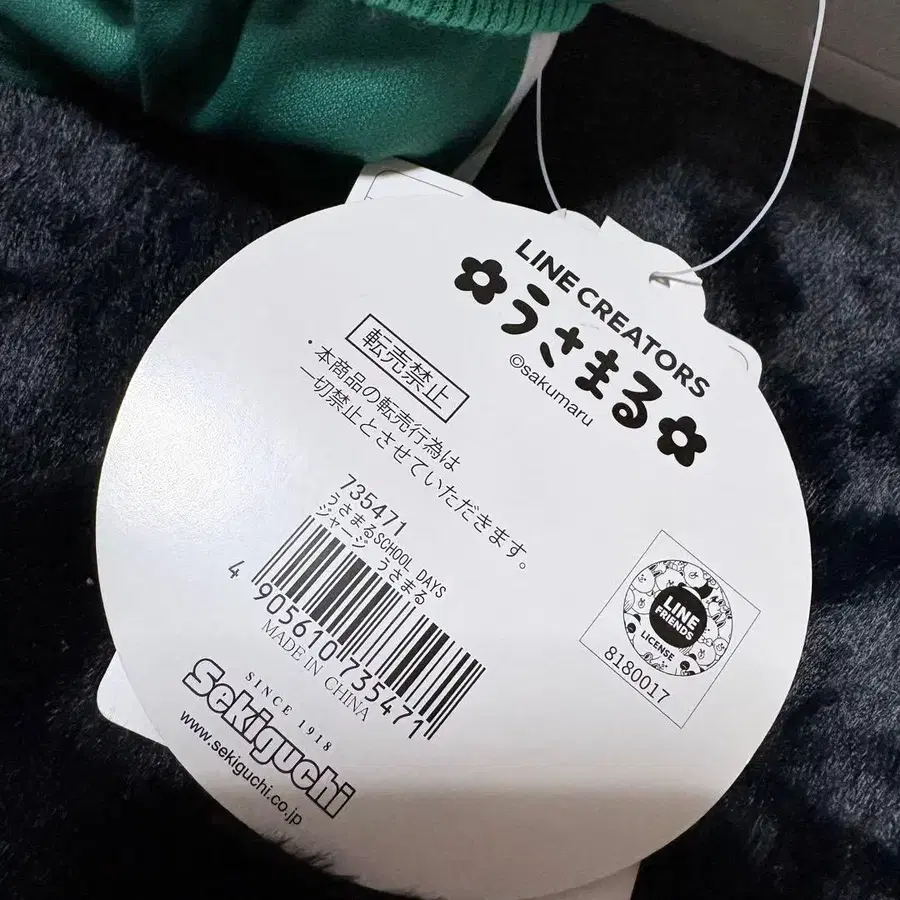 LINE CREATORS
うさまる
©sakumaru
転売禁止
・本商品の転売行為は
一切禁止とさせていただきます。
735471
うさまるSCHOOL DAYS
ジャージ うさまる
4 905610 735471
MADE IN CHINA
SINCE 1918
Sekiguchi
www.sekiguchi.co.jp
LINE
FRIENDS
LICENSE
8180017